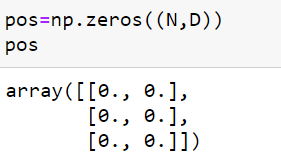 pos=np.zeros((N,D))
pos
array([[0., 0.],
       [0., 0.],
       [0., 0.]])